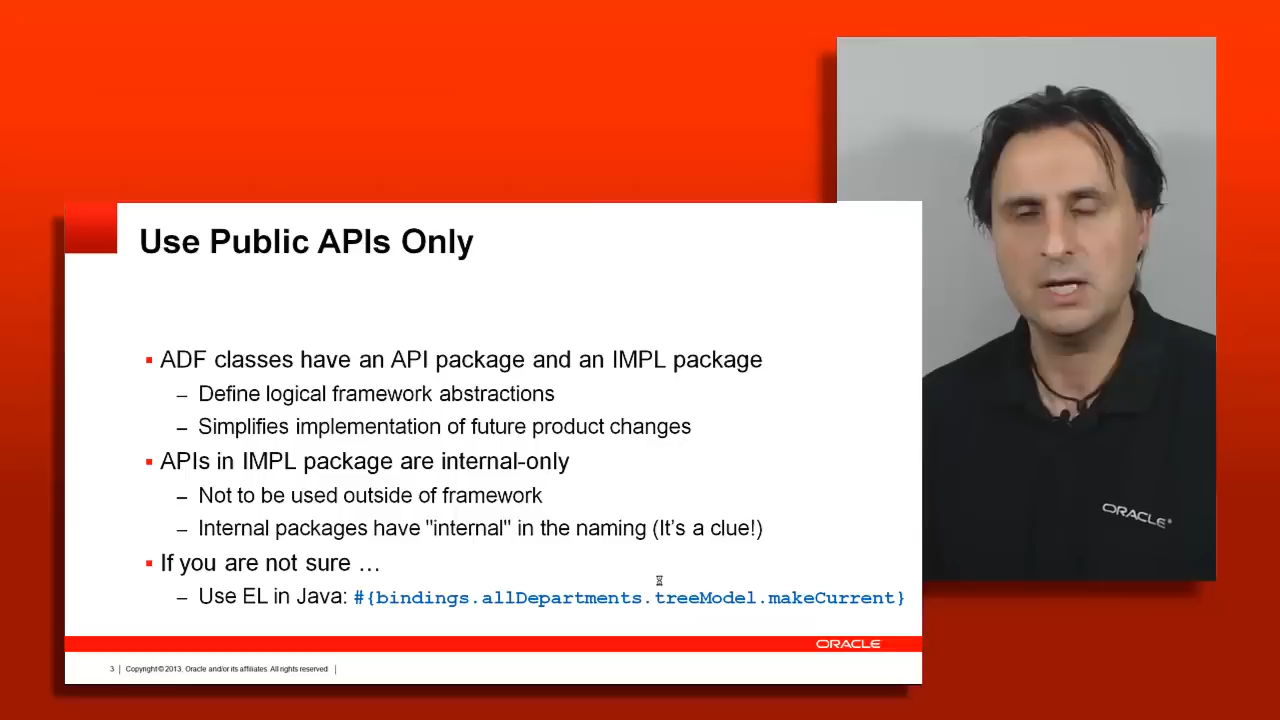 Use Public APIs Only
▪ ADF classes have an API package and an IMPL package
– Define logical framework abstractions
– Simplifies implementation of future product changes
▪ APIs in IMPL package are internal-only
– Not to be used outside of framework
– Internal packages have "internal" in the naming (It's a clue!)
▪ If you are not sure …
– Use EL in Java: #{bindings.allDepartments.treeModel.makeCurrent}
ORACLE
3 | Copyright © 2013, Oracle and/or its affiliates. All rights reserved. |
ORACLE®